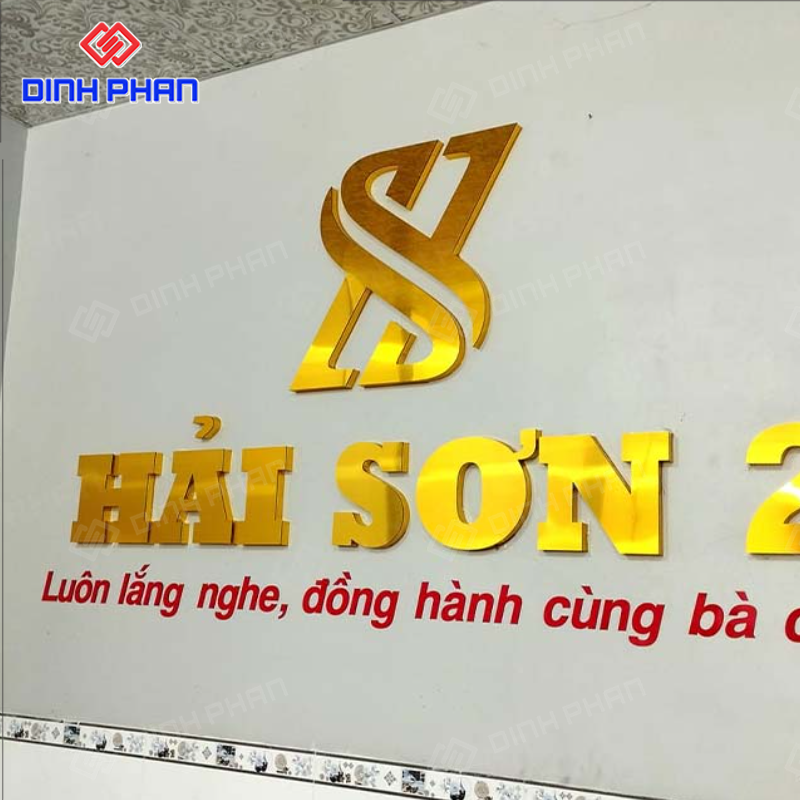 DINH PHAN
HẢI SƠN 2
Luôn lắng nghe, đồng hành cùng bà